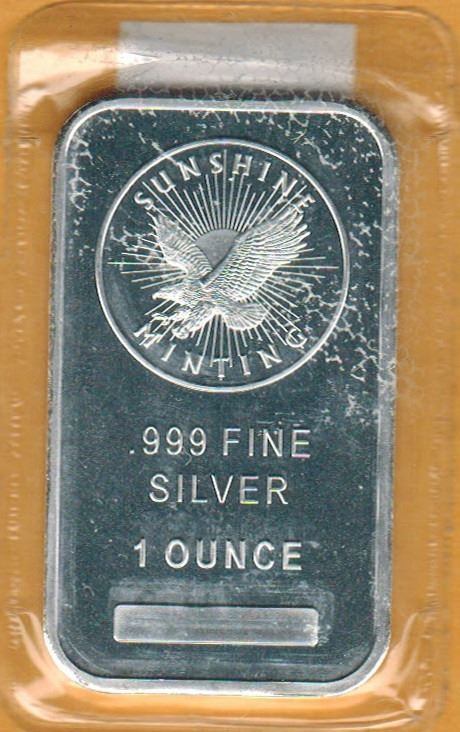 SUNSHINE
MINTING
.999 FINE
SILVER
1 OUNCE